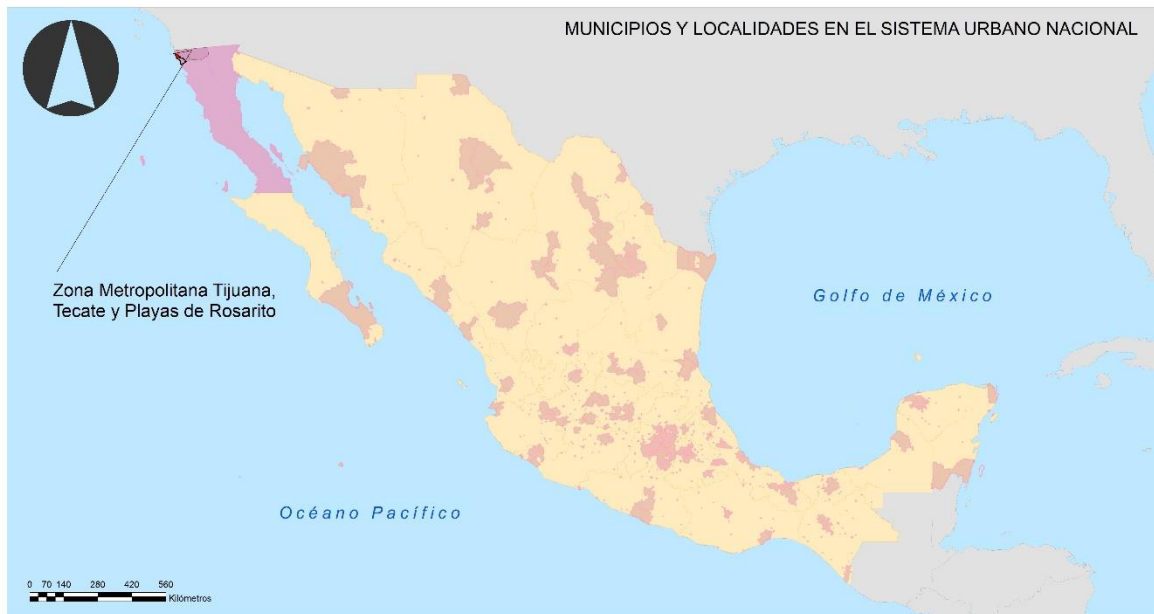 MUNICIPIOS Y LOCALIDADES EN EL SISTEMA URBANO NACIONAL
Zona Metropolitana Tijuana,
Tecate y Playas de Rosarito
Golfo de México
Océano Pacífico
0 70 140 280 420 560
Kilómetros